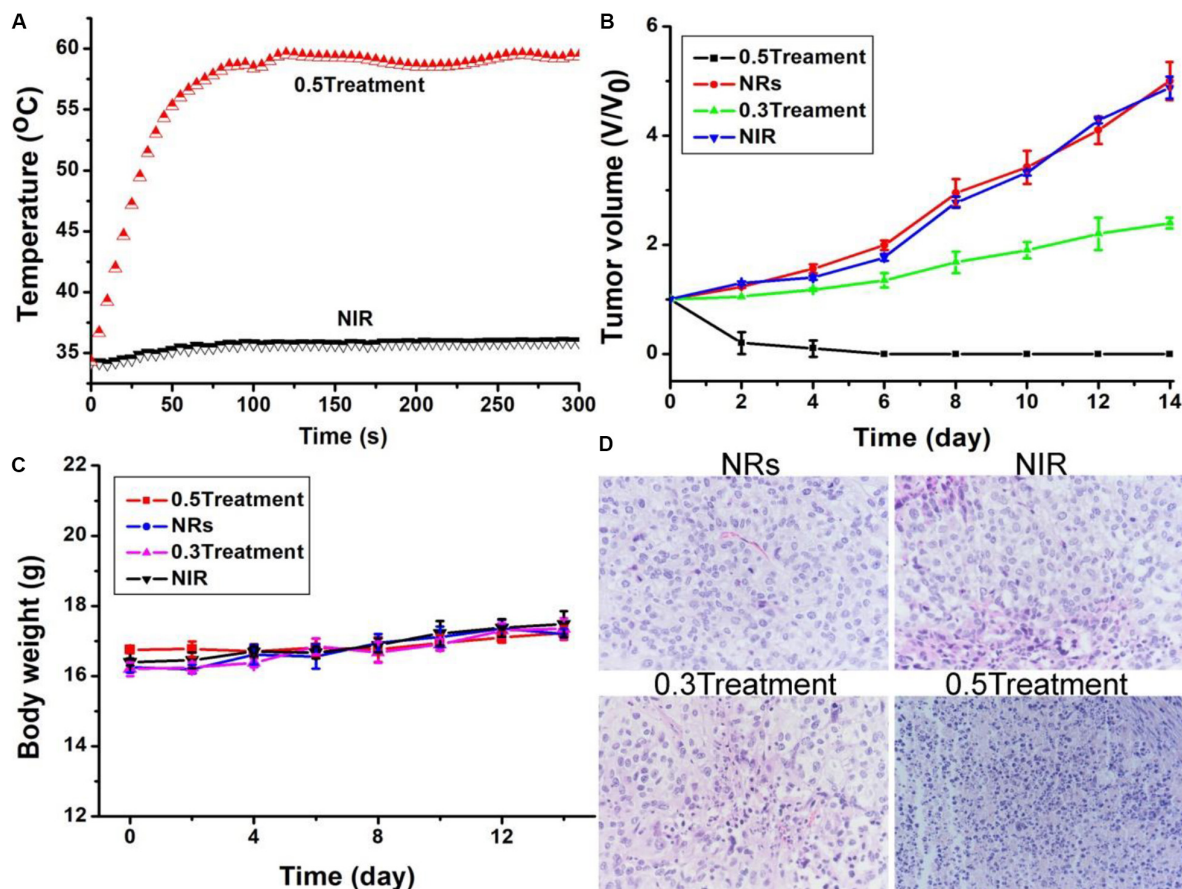 A
60
55
50
45
40
35
0
50
100
150
200
250
300
Temperature (°C)
Time (s)
0.5Treatment
NIR
B
6
4
2
0
0
2
4
6
8
10
12
14
Tumor volume (V/V0)
Time (day)
0.5Treament
NRs
0.3Treament
NIR
C
22
20
18
16
14
12
0
4
8
12
Body weight (g)
Time (day)
0.5Treatment
NRs
0.3Treatment
NIR
D
NRs
NIR
0.3Treatment
0.5Treatment